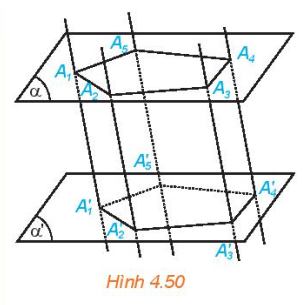 A₅
A₄
A₁
A₂
A₃
α
A'₅
A'₄
A'₁
A'₂
A'₃
α'
Hình 4.50